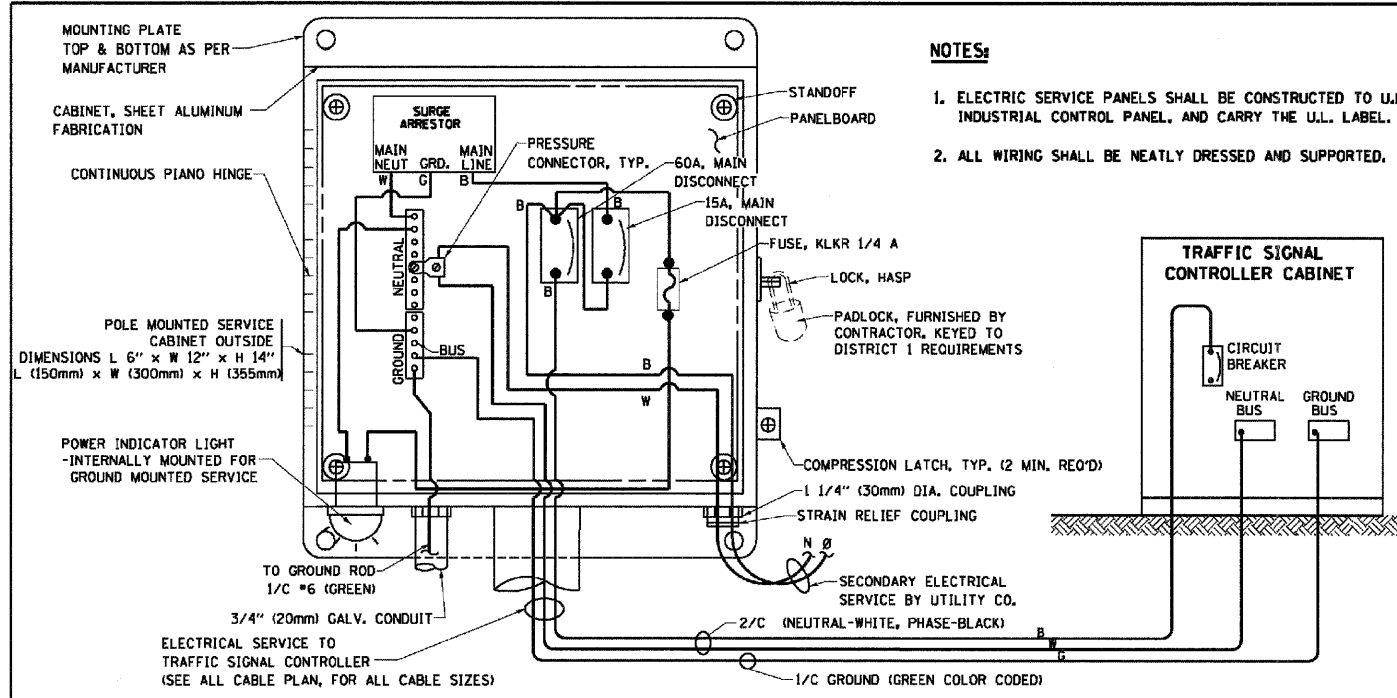 MOUNTING PLATE
TOP & BOTTOM AS PER
MANUFACTURER
CABINET, SHEET ALUMINUM
FABRICATION
CONTINUOUS PIANO HINGE
POLE MOUNTED SERVICE
CABINET OUTSIDE
DIMENSIONS L 6" x W 12" x H 14"
L (150mm) x W (300mm) x H (355mm)
POWER INDICATOR LIGHT
-INTERNALLY MOUNTED FOR
GROUND MOUNTED SERVICE
SURGE
ARRESTOR
MAIN MAIN
NEUT GRD. LINE
W G B
PRESSURE
CONNECTOR, TYP.
STANDOFF
PANELBOARD
60A, MAIN
DISCONNECT
15A, MAIN
DISCONNECT
B B
B
NEUTRAL
GROUND
BUS
FUSE, KLKR 1/4 A
LOCK, HASP
PADLOCK, FURNISHED BY
CONTRACTOR, KEYED TO
DISTRICT 1 REQUIREMENTS
B
W
COMPRESSION LATCH, TYP. (2 MIN. REQ'D)
1 1/4" (30mm) DIA. COUPLING
STRAIN RELIEF COUPLING
N Ø
SECONDARY ELECTRICAL
SERVICE BY UTILITY CO.
TO GROUND ROD
1/C #6 (GREEN)
3/4" (20mm) GALV. CONDUIT
ELECTRICAL SERVICE TO
TRAFFIC SIGNAL CONTROLLER
(SEE ALL CABLE PLAN, FOR ALL CABLE SIZES)
2/C (NEUTRAL-WHITE, PHASE-BLACK)
B
W
G
1/C GROUND (GREEN COLOR CODED)
NOTES:
1. ELECTRIC SERVICE PANELS SHALL BE CONSTRUCTED TO U.
INDUSTRIAL CONTROL PANEL, AND CARRY THE U.L. LABEL.
2. ALL WIRING SHALL BE NEATLY DRESSED AND SUPPORTED.
TRAFFIC SIGNAL
CONTROLLER CABINET
CIRCUIT
BREAKER
NEUTRAL GROUND
BUS BUS